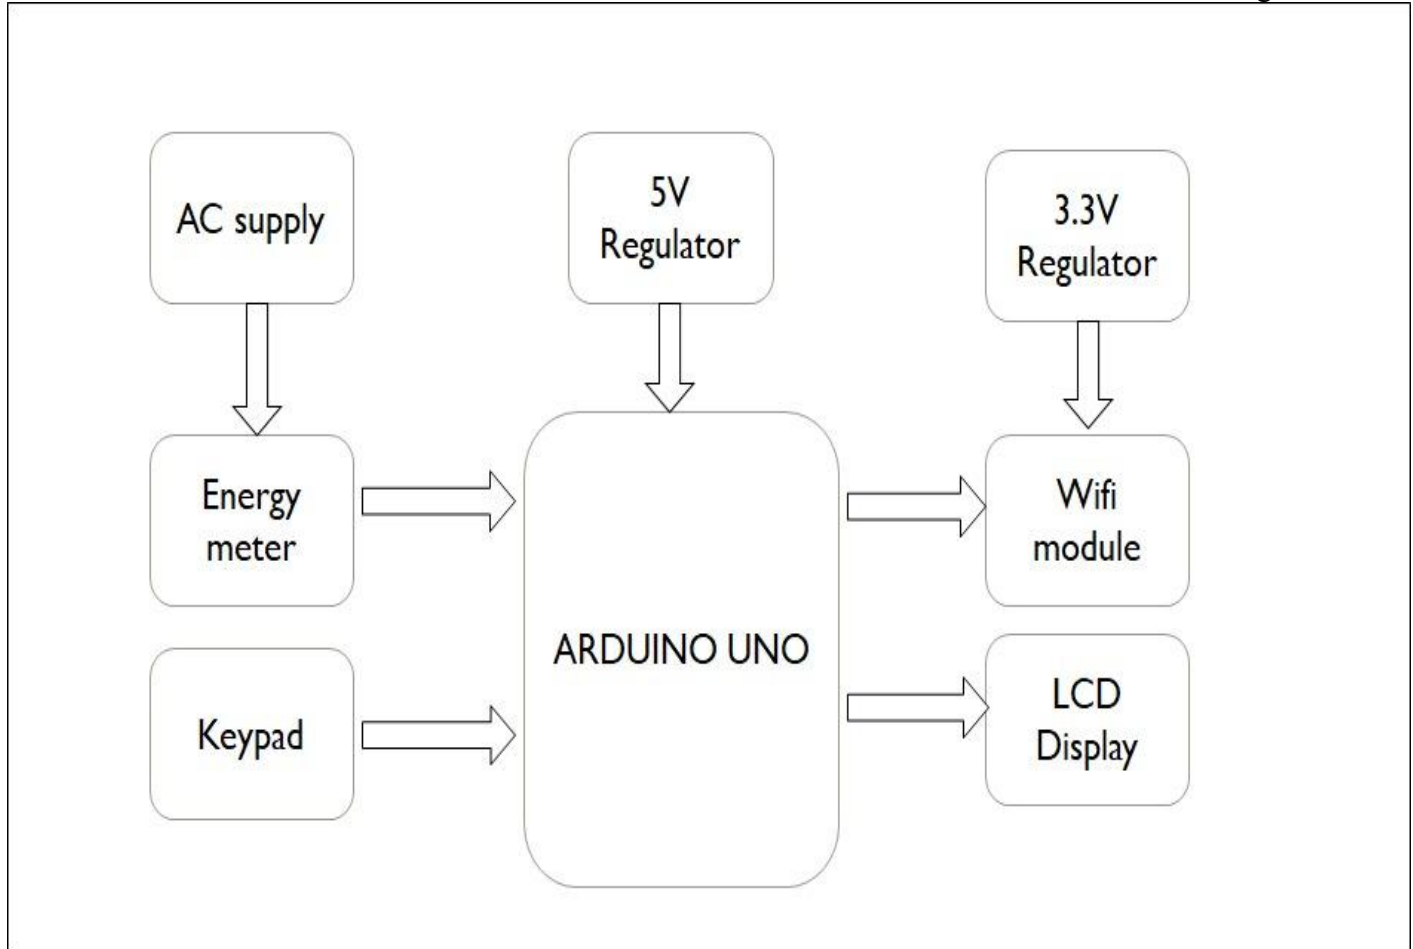 AC supply
5V
Regulator
3.3V
Regulator
Energy
meter
Wifi
module
ARDUINO UNO
Keypad
LCD
Display